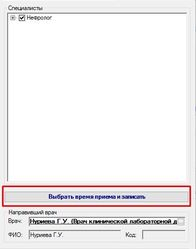 Специалисты
Нефролог
Выбрать время приема и записать
Направивший врач
Врач: Нуриева Г.У. (Врач клинической лабораторной д
ФИО: Нуриева Г.У. Код: